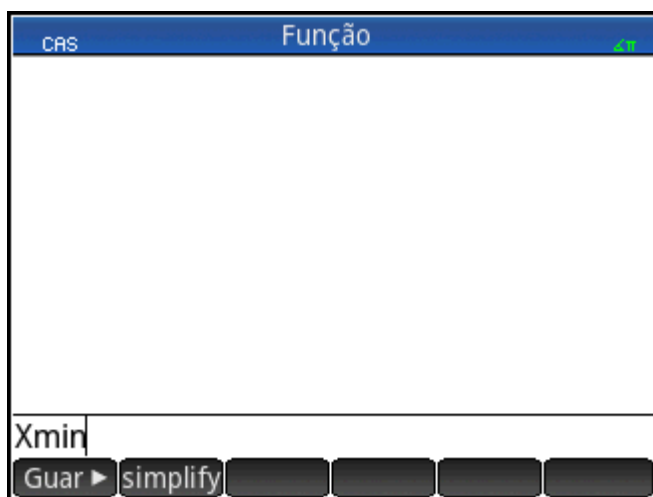 CAS Função ∡π
Xmin
Guar ▶ simplify